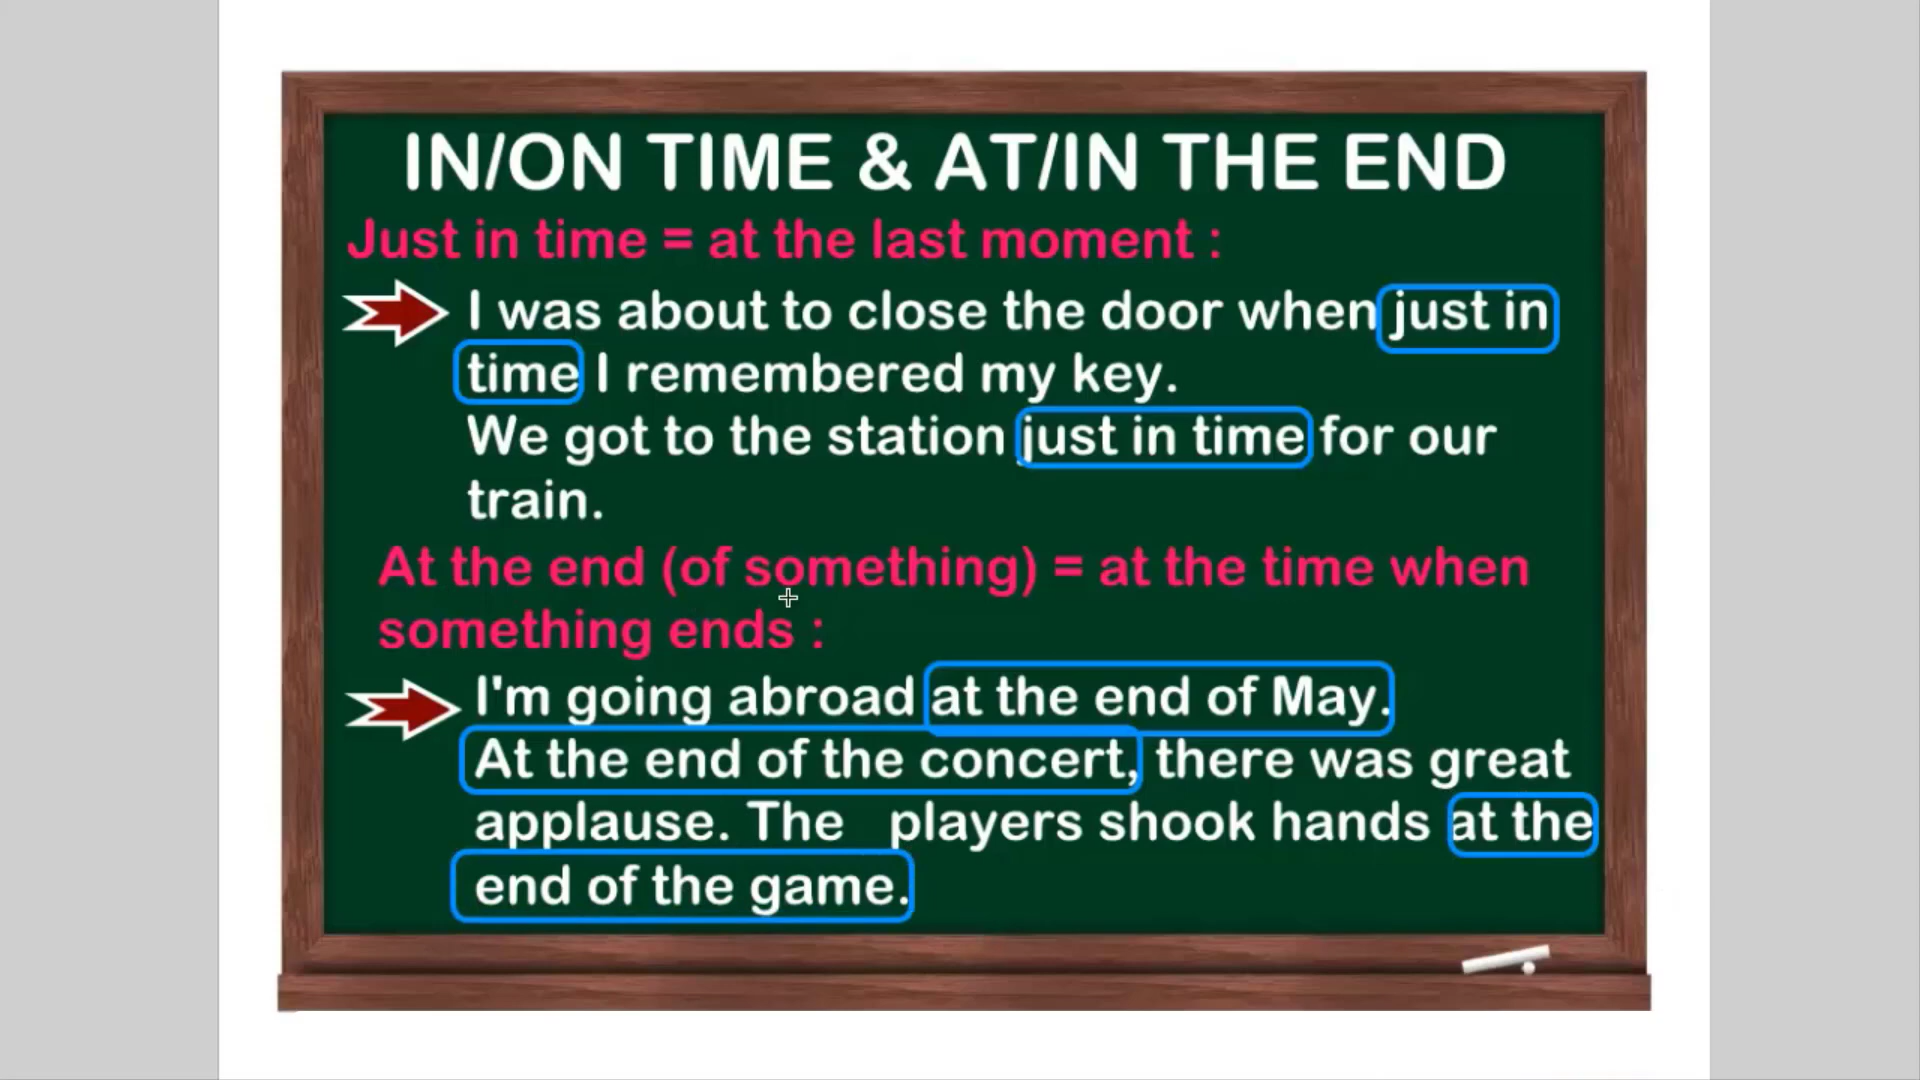 IN/ON TIME & AT/IN THE END
Just in time = at the last moment :
I was about to close the door when just in
time I remembered my key.
We got to the station just in time for our
train.
At the end (of something) = at the time when
something ends :
I'm going abroad at the end of May.
At the end of the concert, there was great
applause. The players shook hands at the
end of the game.